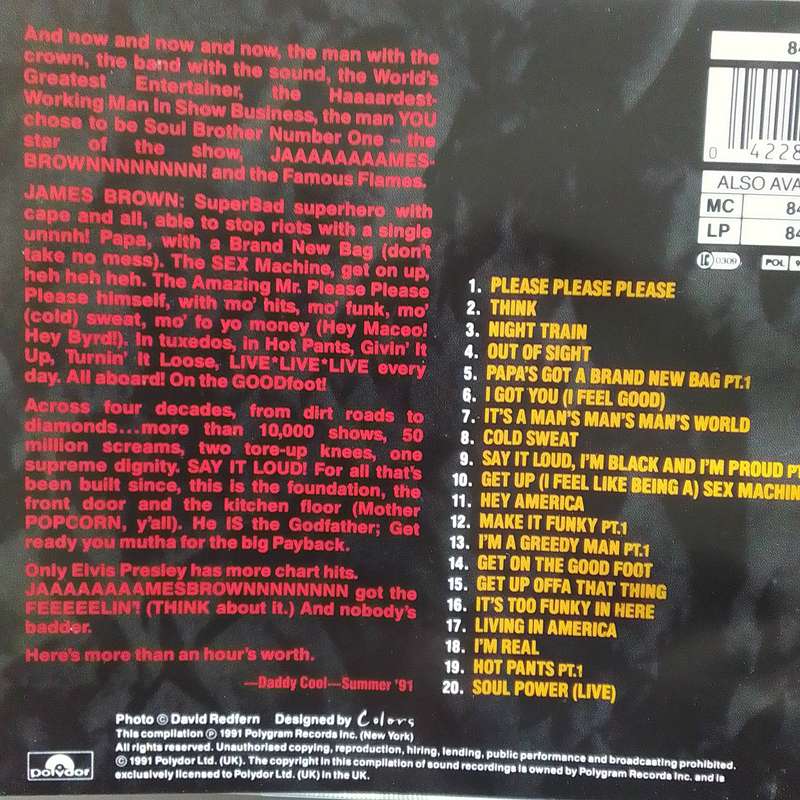 And now and now and now, the man with the
crown, the band with the sound, the World's
Greatest Entertainer, the Haaaardest-
Working Man In Show Business, the man YOU
chose to be Soul Brother Number One – the
star of the show, JAAAAAAAAMES-
BROWNNNNNNNN! and the Famous Flames.
JAMES BROWN: SuperBad superhero with
cape and all, able to stop riots with a single
unnnh! Papa, with a Brand New Bag (don't
take no mess). The SEX Machine, get on up,
heh heh heh. The Amazing Mr. Please Please
Please himself, with mo' hits, mo' funk, mo'
(cold) sweat, mo' fo yo money (Hey Maceo!
Hey Byrd!). In tuxedos, in Hot Pants, Givin' It
Up, Turnin' It Loose, LIVE*LIVE*LIVE every
day. All aboard! On the GOODfoot!
Across four decades, from dirt roads to
diamonds...more than 10,000 shows, 50
million screams, two tore-up knees, one
supreme dignity. SAY IT LOUD! For all that's
been built since, this is the foundation, the
front door and the kitchen floor (Mother
POPCORN, y'all). He IS the Godfather; Get
ready you mutha for the big Payback.
Only Elvis Presley has more chart hits.
JAAAAAAAAMESBROWNNNNNNNN got the
FEEEEELIN'! (THINK about it.) And nobody's
badder.
Here's more than an hour's worth.
—Daddy Cool—Summer '91
84
0 4228
ALSO AVA
MC 84
LP 84
LC 0309 POL 9
1. PLEASE PLEASE PLEASE
2. THINK
3. NIGHT TRAIN
4. OUT OF SIGHT
5. PAPA'S GOT A BRAND NEW BAG PT.1
6. I GOT YOU (I FEEL GOOD)
7. IT'S A MAN'S MAN'S MAN'S WORLD
8. COLD SWEAT
9. SAY IT LOUD, I'M BLACK AND I'M PROUD PT
10. GET UP (I FEEL LIKE BEING A) SEX MACHIN
11. HEY AMERICA
12. MAKE IT FUNKY PT.1
13. I'M A GREEDY MAN PT.1
14. GET ON THE GOOD FOOT
15. GET UP OFFA THAT THING
16. IT'S TOO FUNKY IN HERE
17. LIVING IN AMERICA
18. I'M REAL
19. HOT PANTS PT.1
20. SOUL POWER (LIVE)
Photo © David Redfern Designed by Colors
This compilation ℗ 1991 Polygram Records Inc. (New York)
All rights reserved. Unauthorised copying, reproduction, hiring, lending, public performance and broadcasting prohibited.
© 1991 Polydor Ltd. (UK). The copyright in this compilation of sound recordings is owned by Polygram Records Inc. and is
exclusively licensed to Polydor Ltd. (UK) in the UK.
Polydor